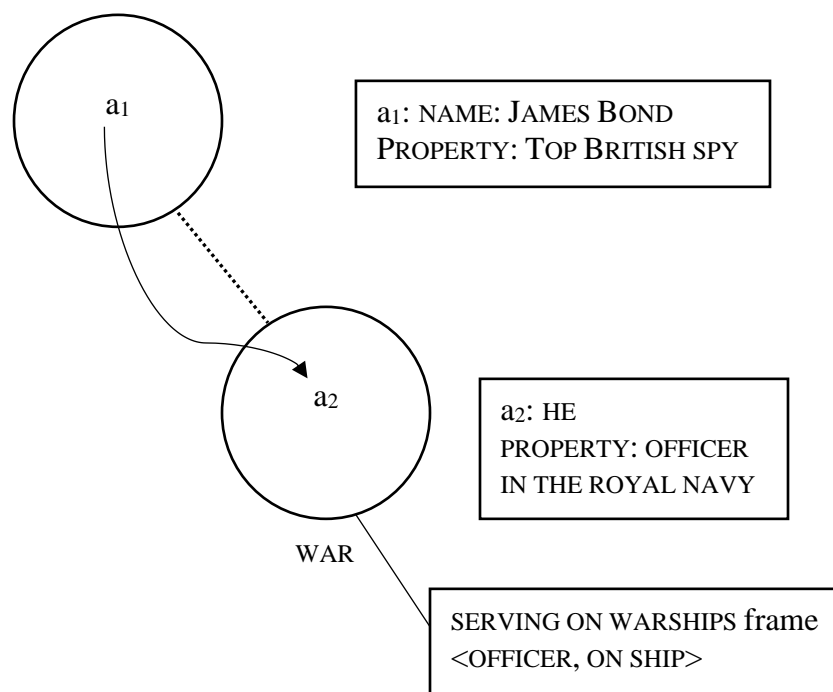 a1
a1: NAME: JAMES BOND
PROPERTY: TOP BRITISH SPY
a2
a2: HE
PROPERTY: OFFICER
IN THE ROYAL NAVY
WAR
SERVING ON WARSHIPS frame
<OFFICER, ON SHIP>